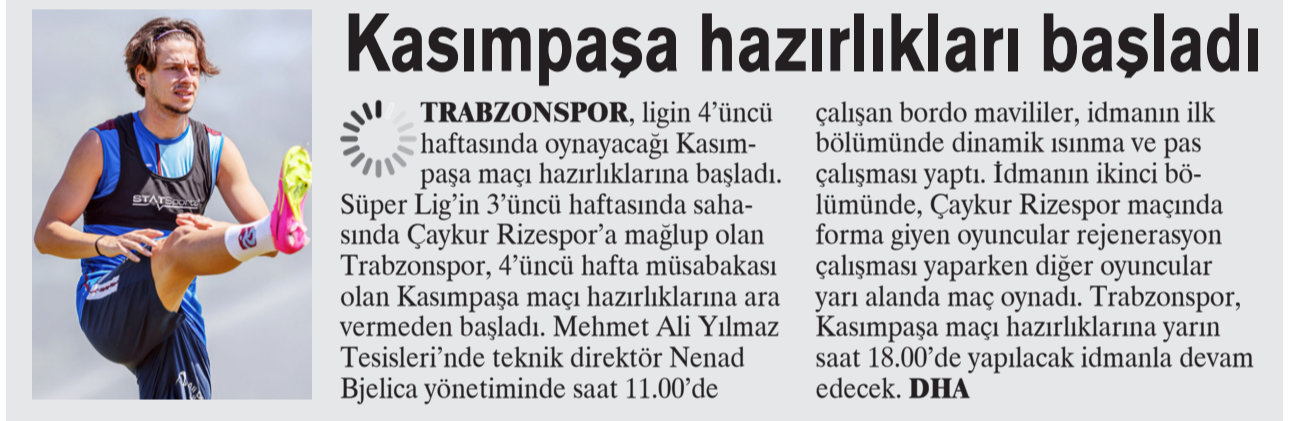 Kasımpaşa hazırlıkları başladı
TRABZONSPOR, ligin 4’üncü
haftasında oynayacağı Kasım-
paşa maçı hazırlıklarına başladı.
Süper Lig’in 3’üncü haftasında saha-
sında Çaykur Rizespor’a mağlup olan
Trabzonspor, 4’üncü hafta müsabakası
olan Kasımpaşa maçı hazırlıklarına ara
vermeden başladı. Mehmet Ali Yılmaz
Tesisleri’nde teknik direktör Nenad
Bjelica yönetiminde saat 11.00’de
çalışan bordo mavililer, idmanın ilk
bölümünde dinamik ısınma ve pas
çalışması yaptı. İdmanın ikinci bö-
lümünde, Çaykur Rizespor maçında
forma giyen oyuncular rejenerasyon
çalışması yaparken diğer oyuncular
yarı alanda maç oynadı. Trabzonspor,
Kasımpaşa maçı hazırlıklarına yarın
saat 18.00’de yapılacak idmanla devam
edecek. DHA
STATSports